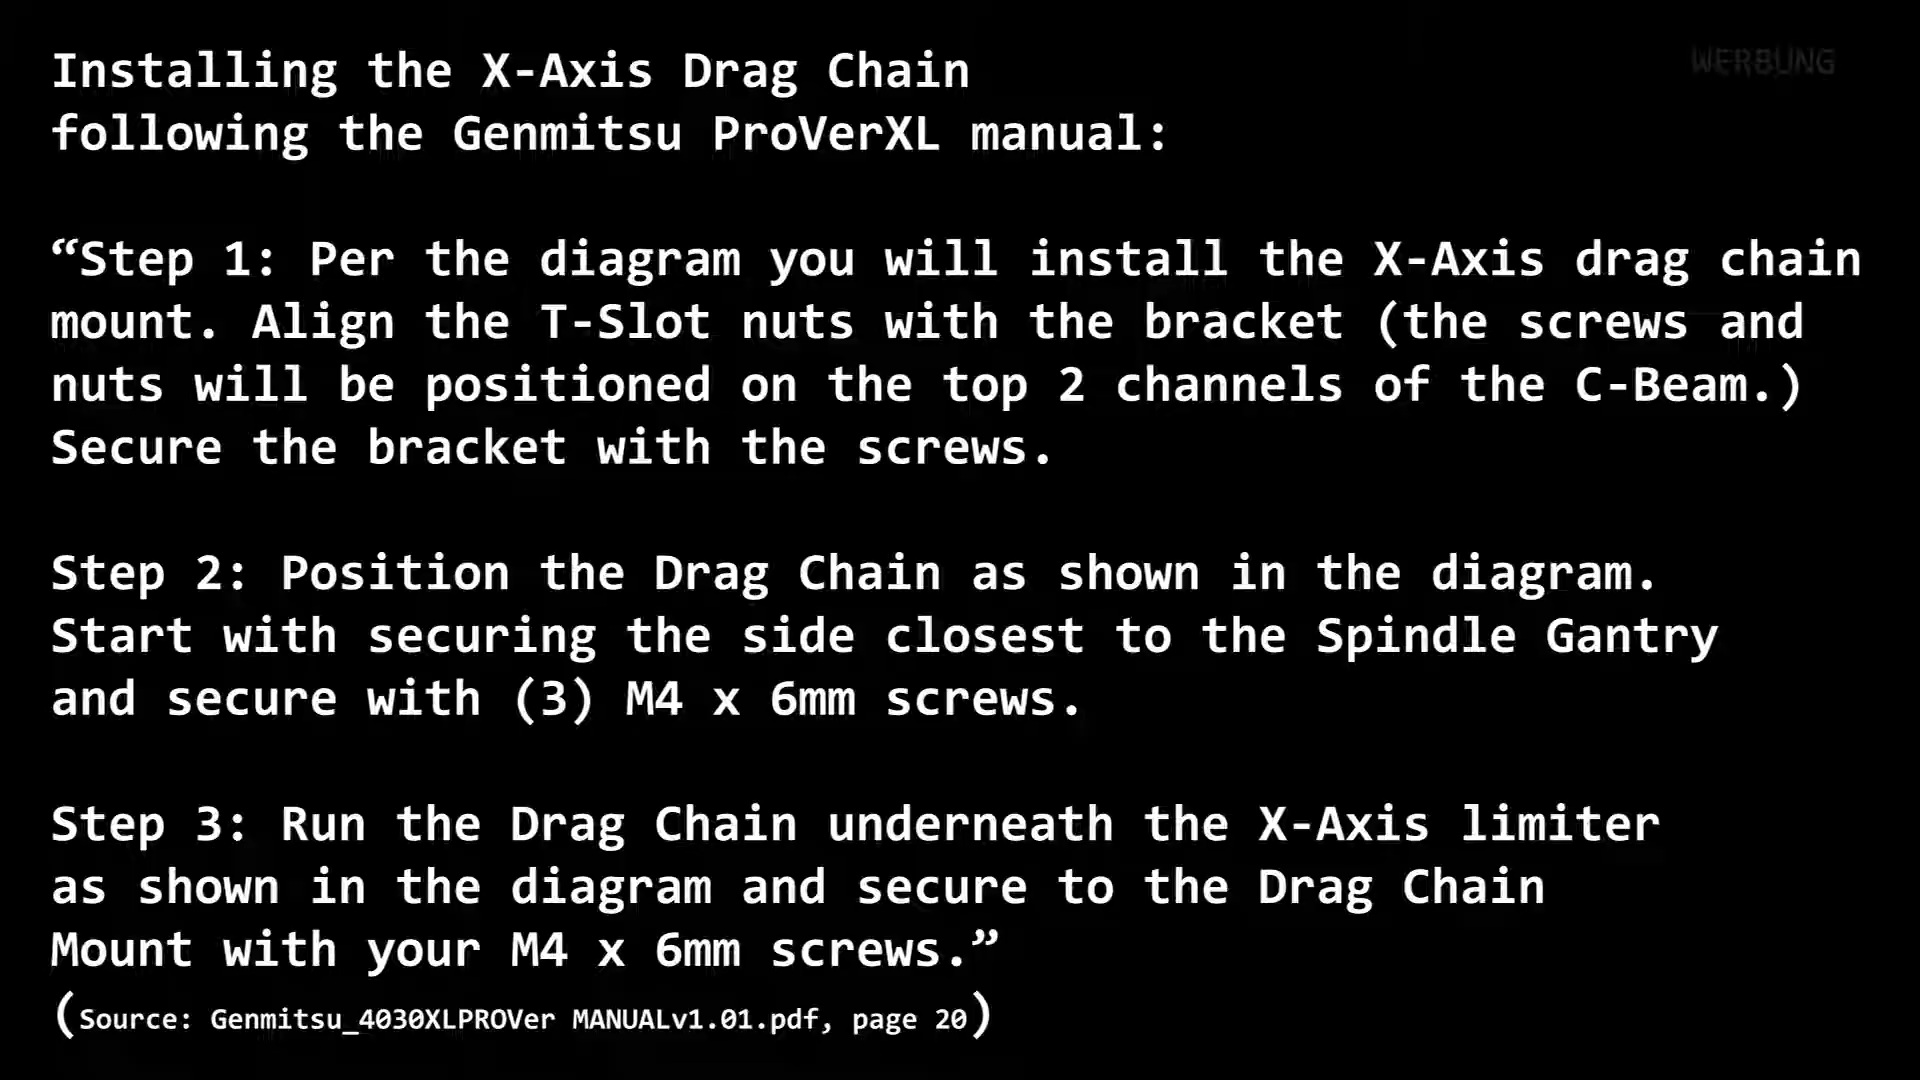 Installing the X-Axis Drag Chain
WERBUNG
following the Genmitsu ProVerXL manual:
“Step 1: Per the diagram you will install the X-Axis drag chain
mount. Align the T-Slot nuts with the bracket (the screws and
nuts will be positioned on the top 2 channels of the C-Beam.)
Secure the bracket with the screws.
Step 2: Position the Drag Chain as shown in the diagram.
Start with securing the side closest to the Spindle Gantry
and secure with (3) M4 x 6mm screws.
Step 3: Run the Drag Chain underneath the X-Axis limiter
as shown in the diagram and secure to the Drag Chain
Mount with your M4 x 6mm screws.”
(Source: Genmitsu_4030XLPROVer MANUALv1.01.pdf, page 20)